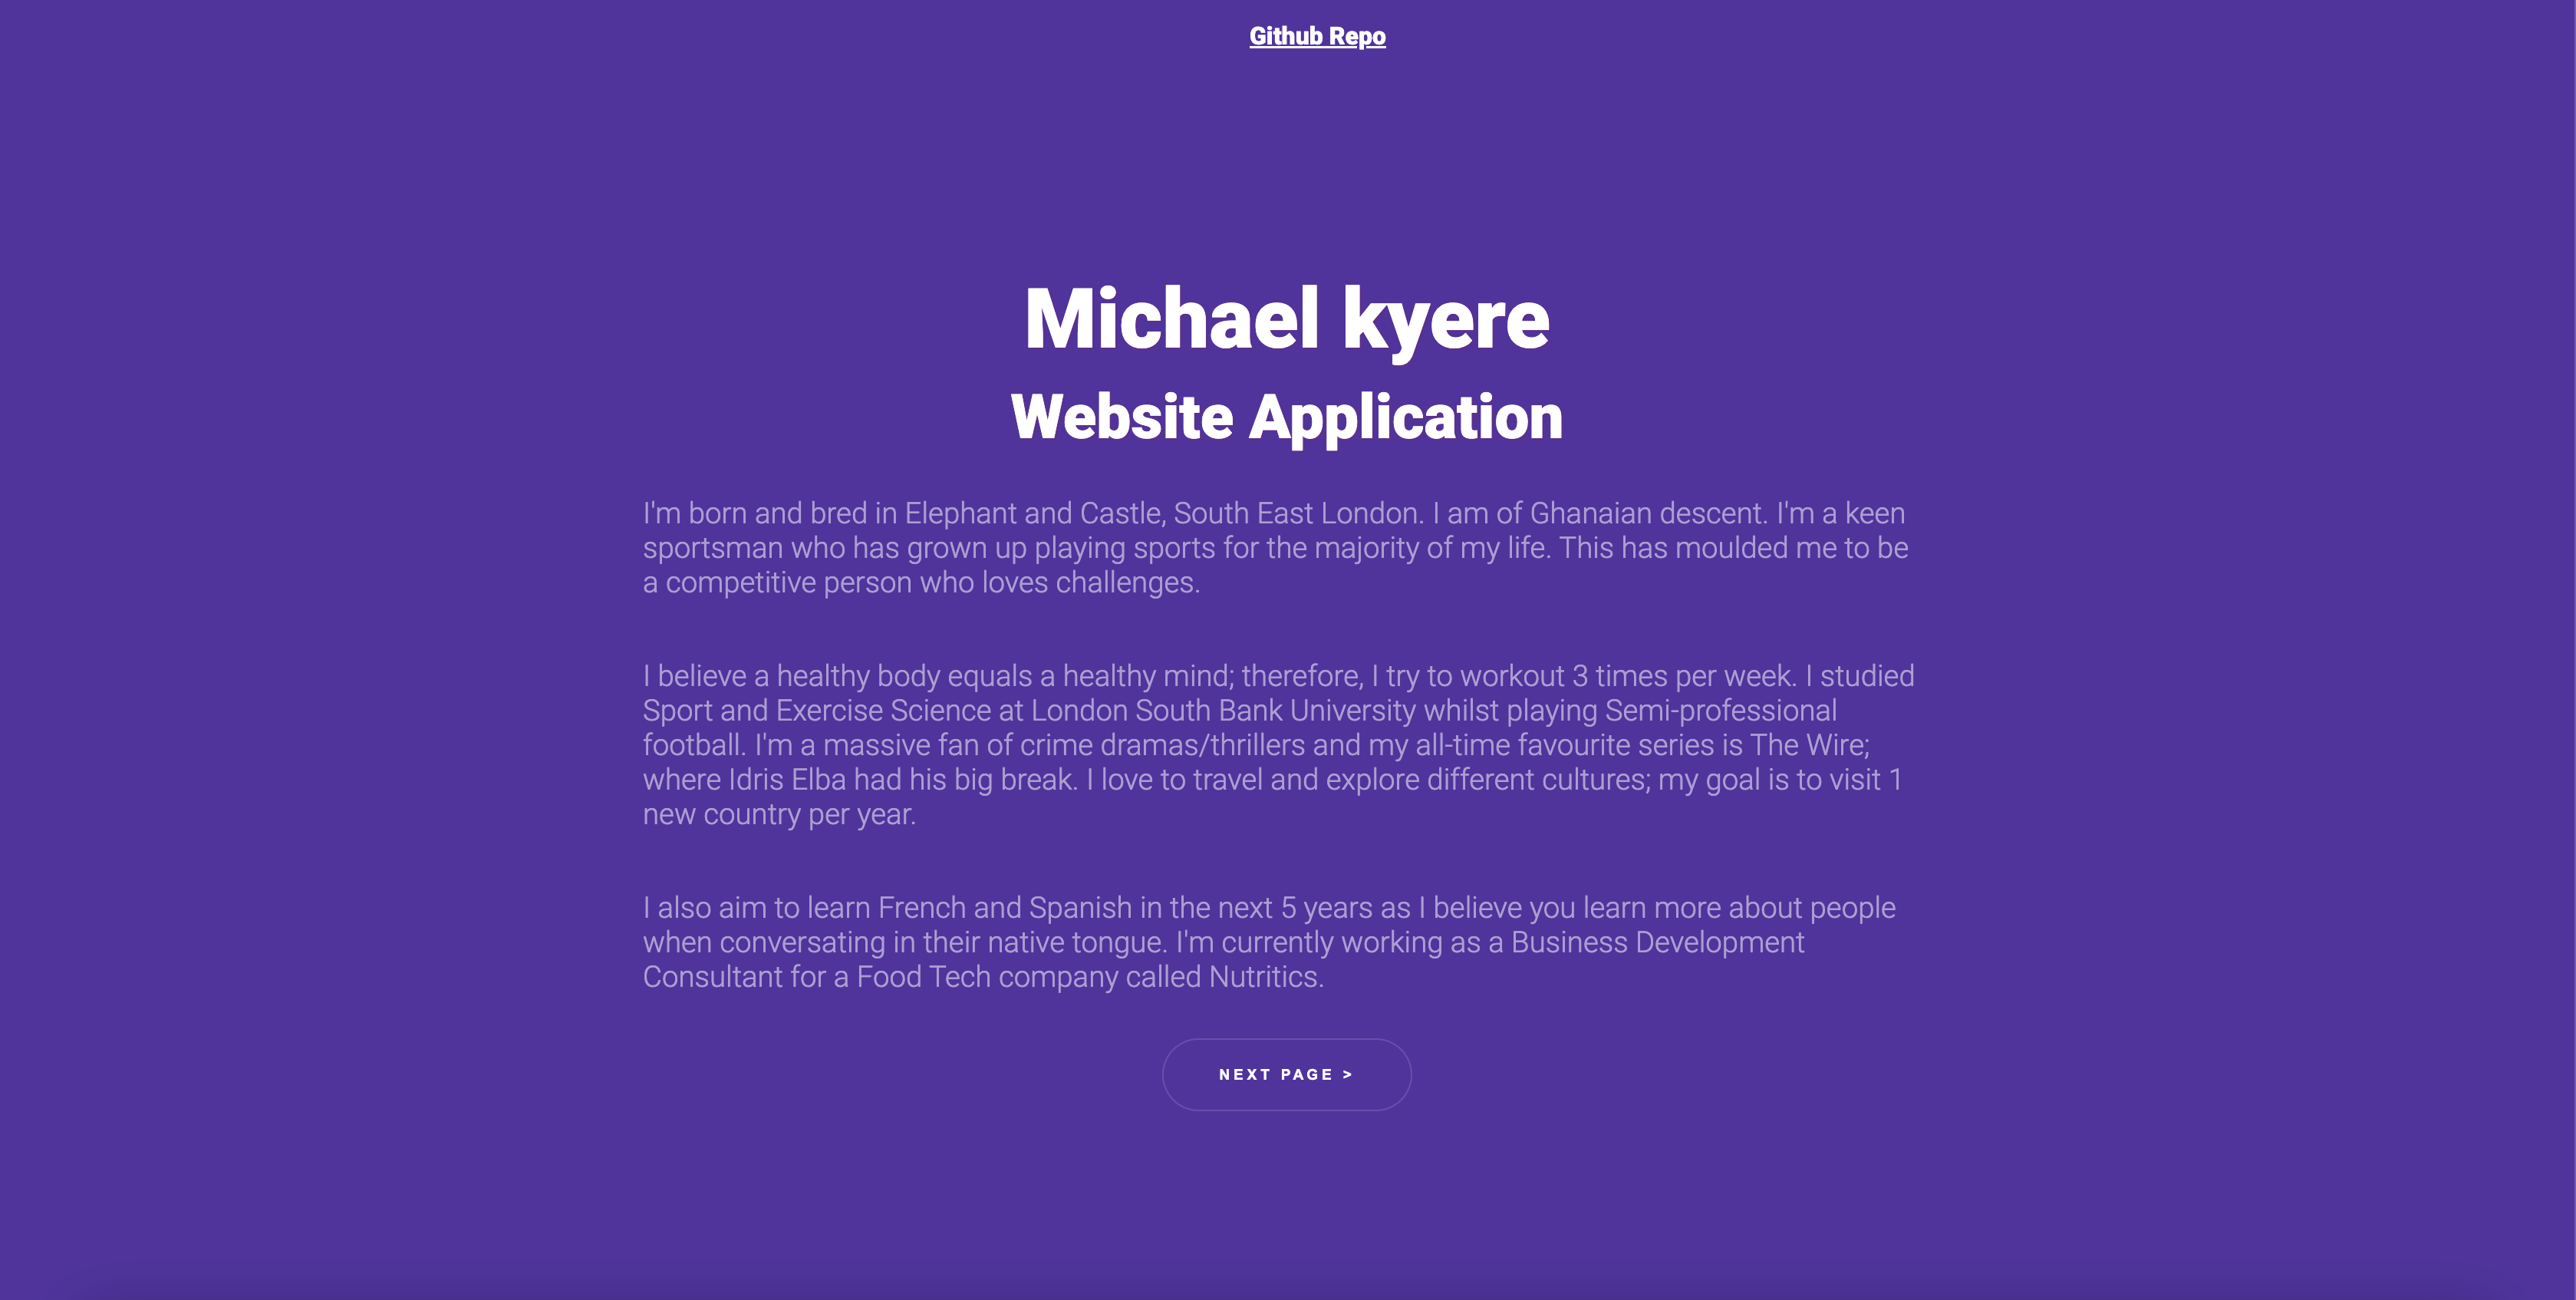 Github Repo
Michael kyere
Website Application
I'm born and bred in Elephant and Castle, South East London. I am of Ghanaian descent. I'm a keen
sportsman who has grown up playing sports for the majority of my life. This has moulded me to be
a competitive person who loves challenges.
I believe a healthy body equals a healthy mind; therefore, I try to workout 3 times per week. I studied
Sport and Exercise Science at London South Bank University whilst playing Semi-professional
football. I'm a massive fan of crime dramas/thrillers and my all-time favourite series is The Wire;
where Idris Elba had his big break. I love to travel and explore different cultures; my goal is to visit 1
new country per year.
I also aim to learn French and Spanish in the next 5 years as I believe you learn more about people
when conversating in their native tongue. I'm currently working as a Business Development
Consultant for a Food Tech company called Nutritics.
NEXT PAGE >